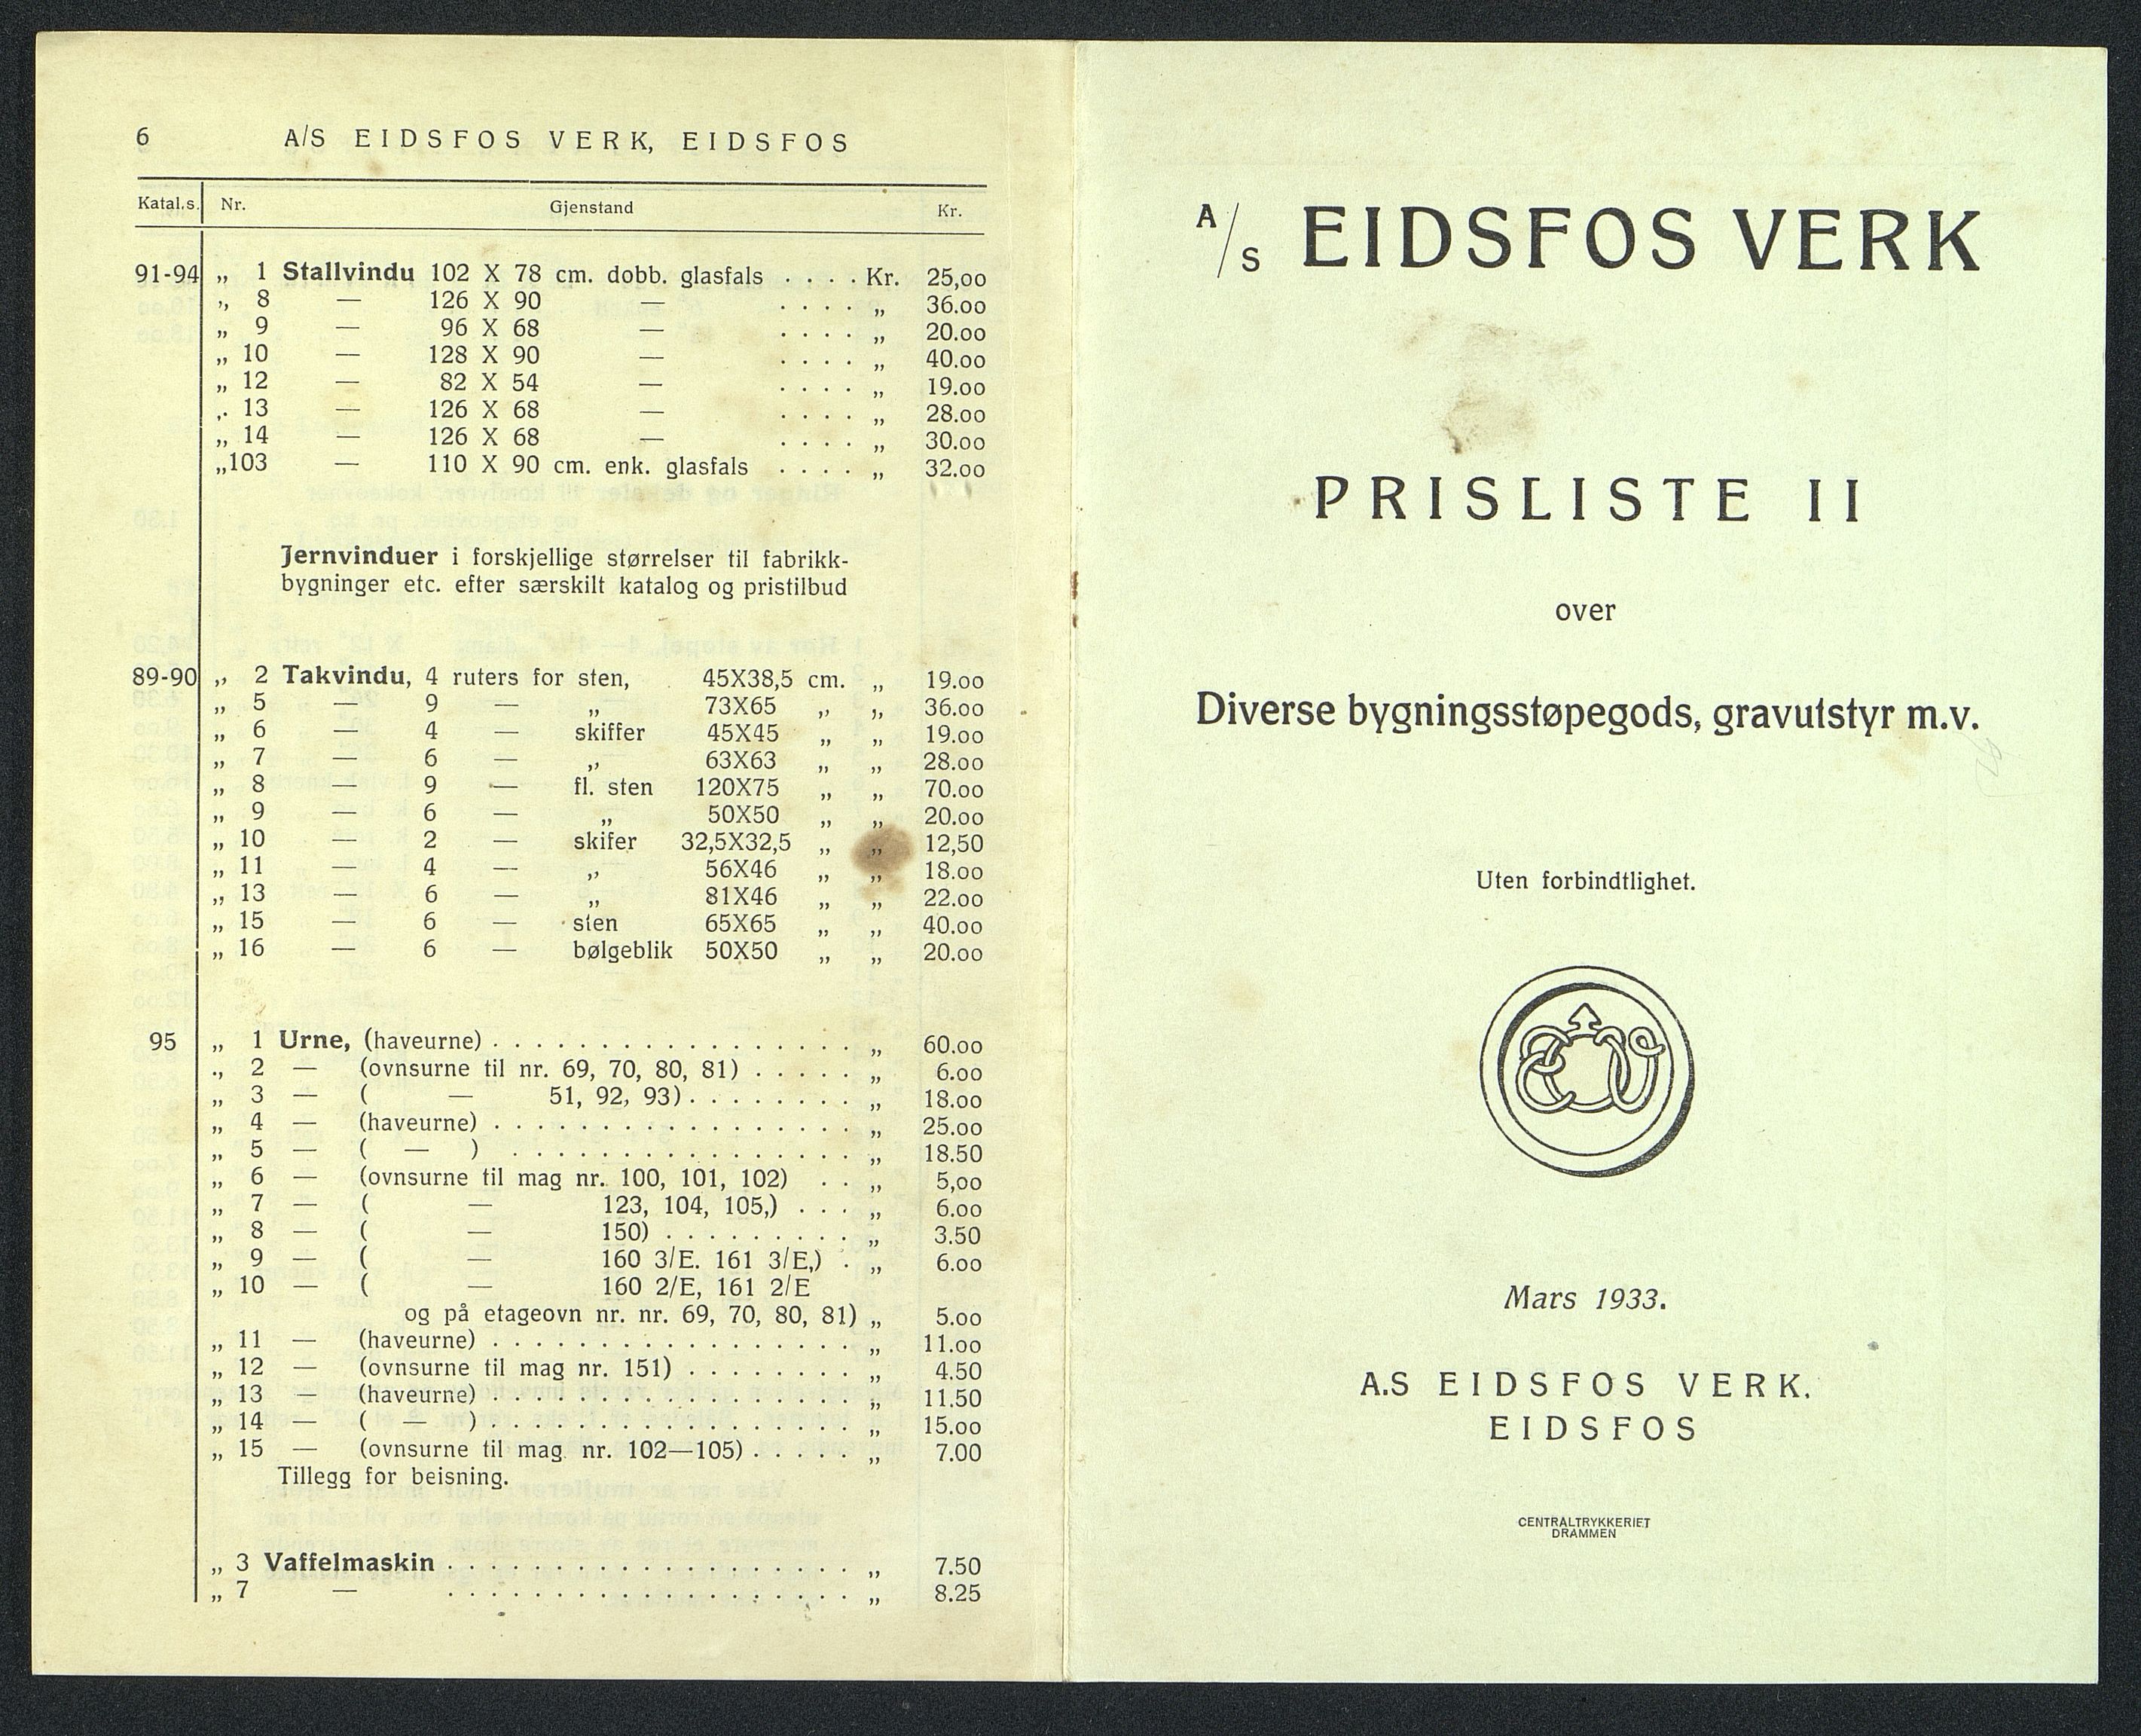 6 A/S EIDSFOS VERK, EIDSFOS
Katal.s. Nr. Gjenstand Kr.
91-94 „ 1 Stallvindu 102 X 78 cm. dobb. glasfals . . . . Kr. 25,00
„ 8 — 126 X 90 — . . . . „ 36.00
„ 9 — 96 X 68 — . . . . „ 20.00
„ 10 — 128 X 90 — . . . . „ 40.00
„ 12 — 82 X 54 — . . . . „ 19.00
„ 13 — 126 X 68 — . . . . „ 28.00
„ 14 — 126 X 68 — . . . . „ 30.00
„103 — 110 X 90 cm. enk. glasfals . . . . „ 32.00
Jernvinduer i forskjellige størrelser til fabrikk-
bygninger etc. efter særskilt katalog og pristilbud
89-90 „ 2 Takvindu, 4 ruters for sten, 45X38,5 cm. „ 19.00
„ 5 — 9 — „ 73X65 „ „ 36.00
„ 6 — 4 — skiffer 45X45 „ „ 19.00
„ 7 — 6 — „ 63X63 „ „ 28.00
„ 8 — 9 — fl. sten 120X75 „ „ 70.00
„ 9 — 6 — „ 50X50 „ „ 20.00
„ 10 — 2 — skifer 32,5X32,5 „ „ 12,50
„ 11 — 4 — „ 56X46 „ „ 18.00
„ 13 — 6 — „ 81X46 „ „ 22.00
„ 15 — 6 — sten 65X65 „ „ 40.00
„ 16 — 6 — bølgeblik 50X50 „ „ 20.00
95 „ 1 Urne, (haveurne) . . . . . . . . . . . . . . . . . „ 60.00
„ 2 — (ovnsurne til nr. 69, 70, 80, 81) . . . . . „ 6.00
„ 3 — ( — 51, 92, 93) . . . . . . . . „ 18.00
„ 4 — (haveurne) . . . . . . . . . . . . . . . . . „ 25.00
„ 5 — ( — ) . . . . . . . . . . . . . . . . „ 18.50
„ 6 — (ovnsurne til mag nr. 100, 101, 102) . . „ 5,00
„ 7 — ( — 123, 104, 105,) . . . „ 6.00
„ 8 — ( — 150) . . . . . . . . . „ 3.50
„ 9 — ( — 160 3/E. 161 3/E,) . „ 6.00
„ 10 — ( — 160 2/E, 161 2/E
og på etageovn nr. nr. 69, 70, 80, 81) „ 5.00
„ 11 — (haveurne) . . . . . . . . . . . . . . . . . „ 11.00
„ 12 — (ovnsurne til mag nr. 151) . . . . . . . . „ 4.50
„ 13 — (haveurne) . . . . . . . . . . . . . . . . . „ 11.50
„ 14 — ( — ) . . . . . . . . . . . . . . . . . „ 15.00
„ 15 — (ovnsurne til mag. nr. 102—105) . . . . . „ 7.00
Tillegg for beisning.
„ 3 Vaffelmaskin . . . . . . . . . . . . . . . . . . . „ 7.50
„ 7 — . . . . . . . . . . . . . . . . . . . „ 8.25
A/S EIDSFOS VERK
PRISLISTE II
over
Diverse bygningsstøpegods, gravutstyr m.v.
Uten forbindtlighet.
EW
Mars 1933.
A.S EIDSFOS VERK.
EIDSFOS
CENTRALTRYKKERIET
DRAMMEN